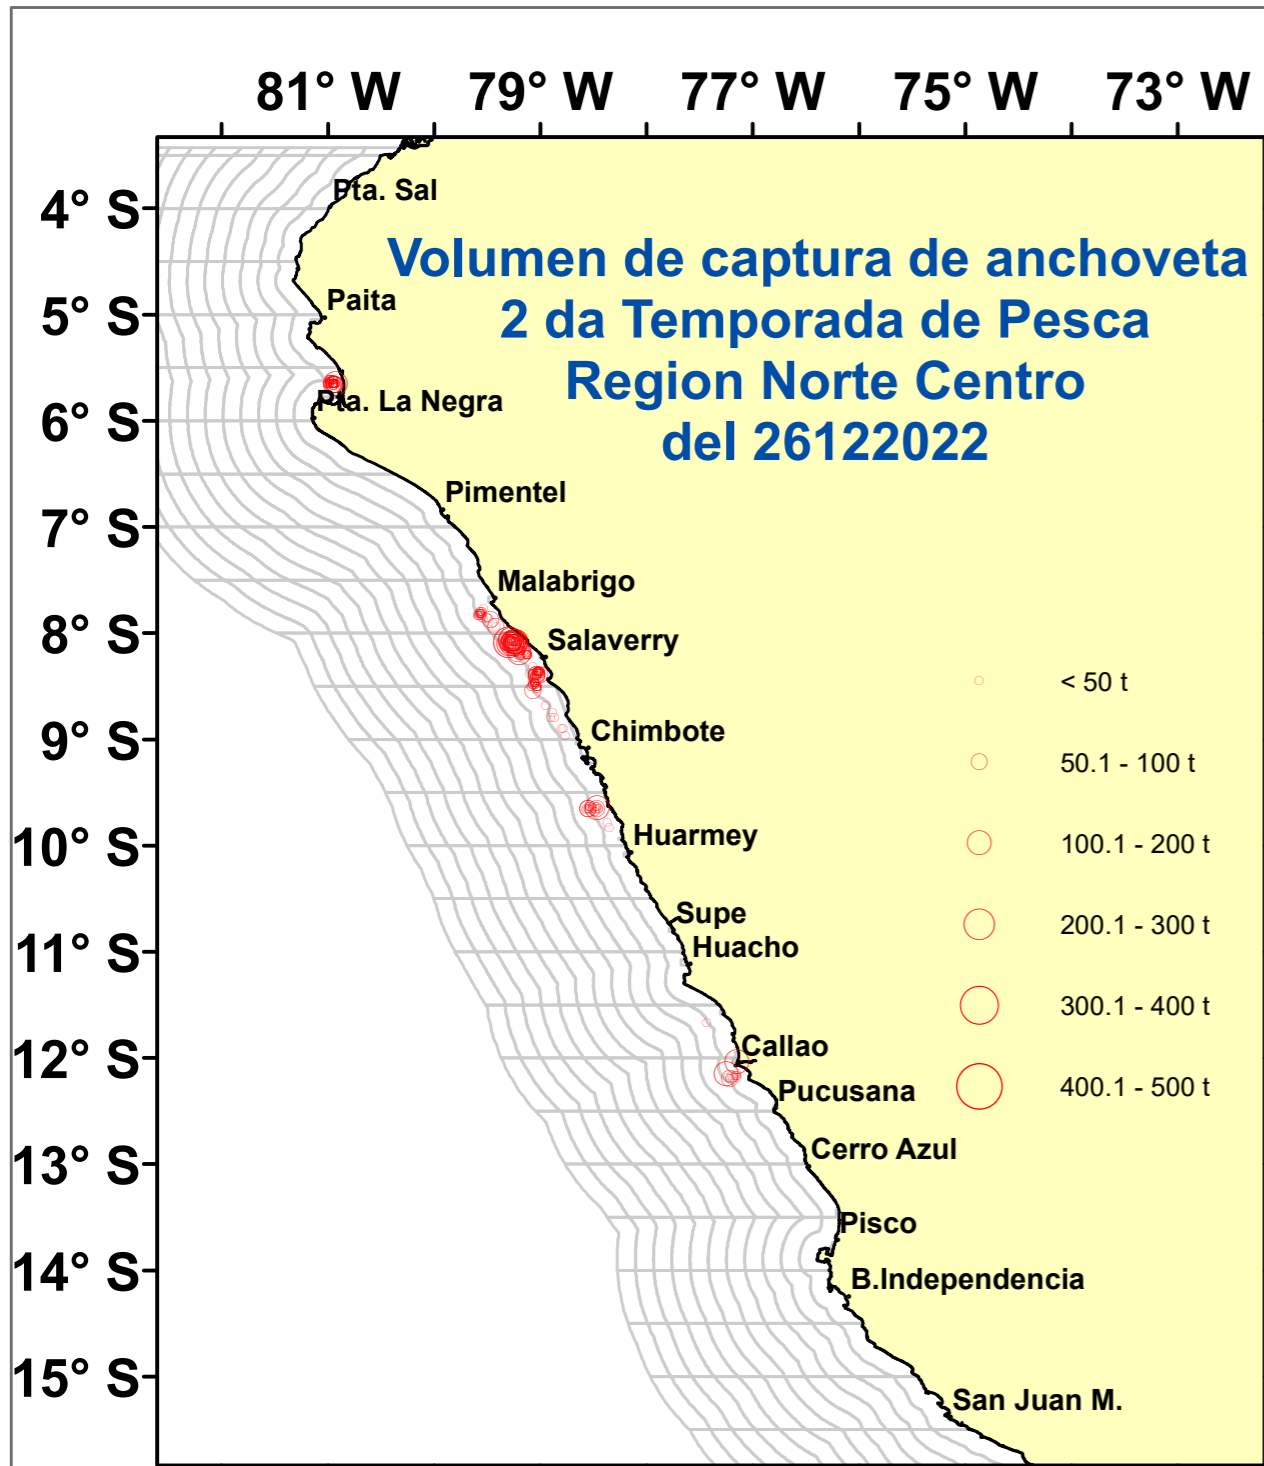 81° W 79° W 77° W 75° W 73° W
4° S
5° S
6° S
7° S
8° S
9° S
10° S
11° S
12° S
13° S
14° S
15° S
Volumen de captura de anchoveta
2 da Temporada de Pesca
Region Norte Centro
del 26122022
Pta. Sal
Paita
Pta. La Negra
Pimentel
Malabrigo
Salaverry
Chimbote
Huarmey
Supe
Huacho
Callao
Pucusana
Cerro Azul
Pisco
B.Independencia
San Juan M.
< 50 t
50.1 - 100 t
100.1 - 200 t
200.1 - 300 t
300.1 - 400 t
400.1 - 500 t